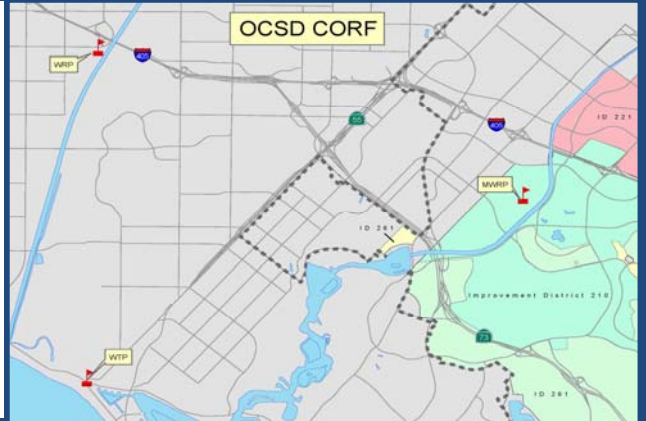 OCSD CORF
WRP
405
55
405
ID 221
MWRP
ID 261
Improvement District 210
73
WTP
ID 261